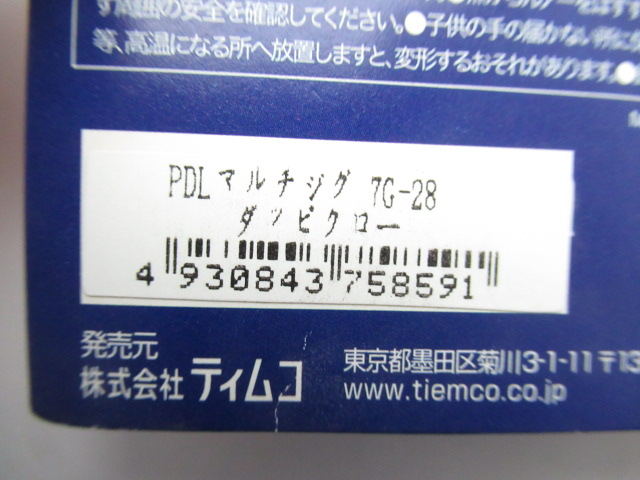 す周囲の安全を確認してください。●子供の手の届かない所に
等、高温になる所へ放置しますと、変形するおそれがあります。●
PDLマルチジグ 7G-28
ダッピクロー
4 930843 758591
発売元
株式会社 ティムコ
東京都墨田区菊川3-1-11 〒13
www.tiemco.co.jp